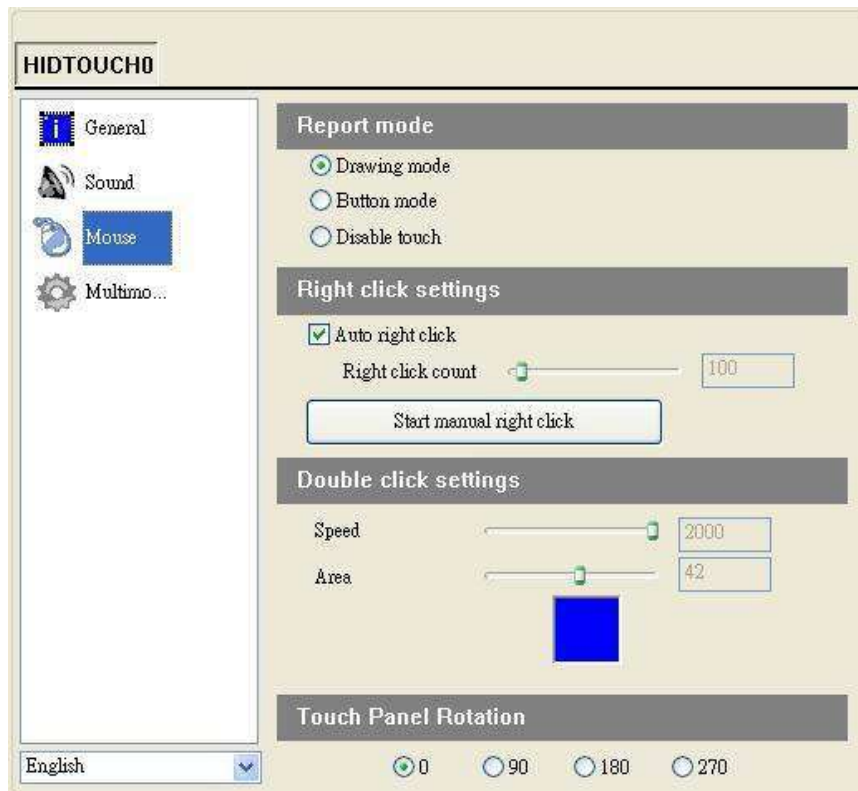 HIDTOUCH0
General
Sound
Mouse
Multimo...
English
Report mode
Drawing mode
Button mode
Disable touch
Right click settings
Auto right click
Right click count 100
Start manual right click
Double click settings
Speed 2000
Area 42
Touch Panel Rotation
0 90 180 270